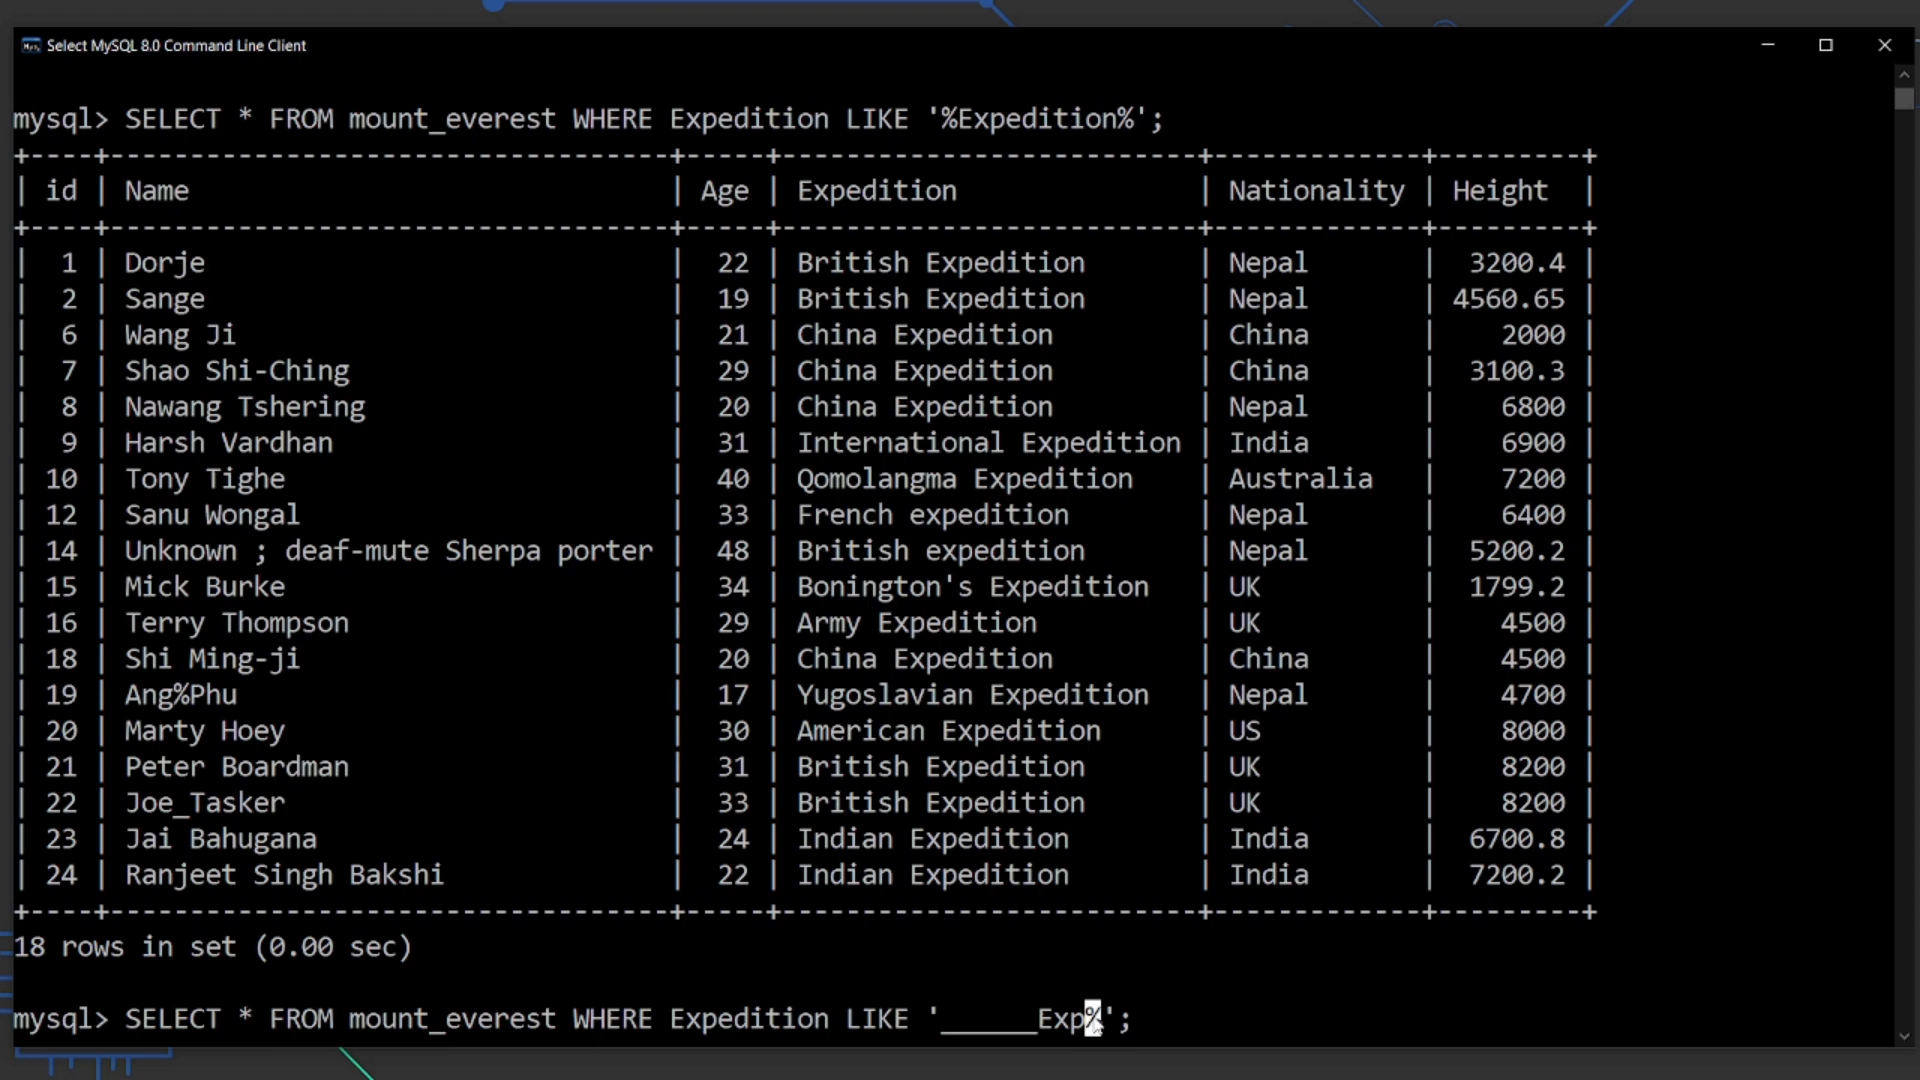 Select MySQL 8.0 Command Line Client
mysql> SELECT * FROM mount_everest WHERE Expedition LIKE '%Expedition%';
+----+-----------------------------------+-----+--------------------------+-------------+---------+
| id | Name | Age | Expedition | Nationality | Height |
+----+-----------------------------------+-----+--------------------------+-------------+---------+
| 1 | Dorje | 22 | British Expedition | Nepal | 3200.4 |
| 2 | Sange | 19 | British Expedition | Nepal | 4560.65 |
| 6 | Wang Ji | 21 | China Expedition | China | 2000 |
| 7 | Shao Shi-Ching | 29 | China Expedition | China | 3100.3 |
| 8 | Nawang Tshering | 20 | China Expedition | Nepal | 6800 |
| 9 | Harsh Vardhan | 31 | International Expedition | India | 6900 |
| 10 | Tony Tighe | 40 | Qomolangma Expedition | Australia | 7200 |
| 12 | Sanu Wongal | 33 | French expedition | Nepal | 6400 |
| 14 | Unknown ; deaf-mute Sherpa porter | 48 | British expedition | Nepal | 5200.2 |
| 15 | Mick Burke | 34 | Bonington's Expedition | UK | 1799.2 |
| 16 | Terry Thompson | 29 | Army Expedition | UK | 4500 |
| 18 | Shi Ming-ji | 20 | China Expedition | China | 4500 |
| 19 | Ang%Phu | 17 | Yugoslavian Expedition | Nepal | 4700 |
| 20 | Marty Hoey | 30 | American Expedition | US | 8000 |
| 21 | Peter Boardman | 31 | British Expedition | UK | 8200 |
| 22 | Joe_Tasker | 33 | British Expedition | UK | 8200 |
| 23 | Jai Bahugana | 24 | Indian Expedition | India | 6700.8 |
| 24 | Ranjeet Singh Bakshi | 22 | Indian Expedition | India | 7200.2 |
+----+-----------------------------------+-----+--------------------------+-------------+---------+
18 rows in set (0.00 sec)
mysql> SELECT * FROM mount_everest WHERE Expedition LIKE '______Exp%';